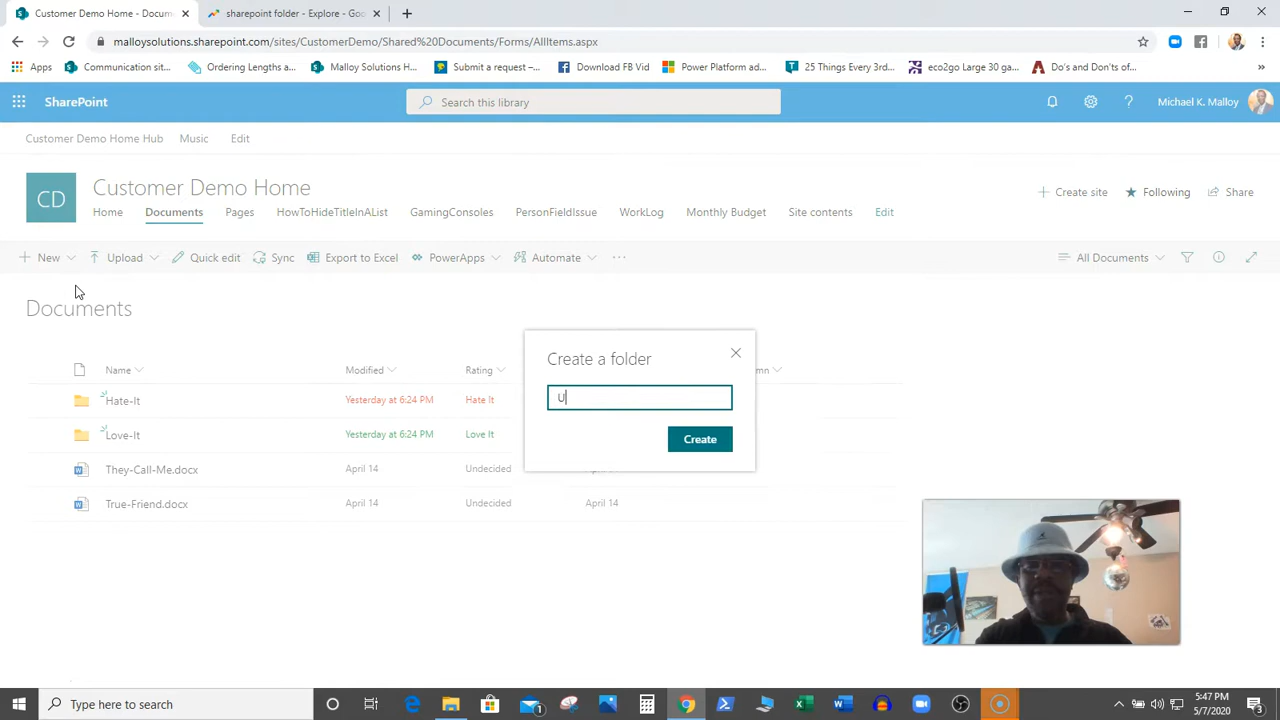 Customer Demo Home - Docume
sharepoint folder - Explore - Goo
malloysolutions.sharepoint.com/sites/CustomerDemo/Shared%20Documents/Forms/AllItems.aspx
Apps
Communication sit...
Ordering Lengths a...
Malloy Solutions H...
Submit a request –...
Download FB Vid
Power Platform ad...
25 Things Every 3rd...
eco2go Large 30 ga...
Do's and Don'ts of...
SharePoint
Search this library
Michael K. Malloy
Customer Demo Home Hub
Music
Edit
CD
Customer Demo Home
Create site
Following
Share
Home
Documents
Pages
HowToHideTitleInAList
GamingConsoles
PersonFieldIssue
WorkLog
Monthly Budget
Site contents
Edit
New
Upload
Quick edit
Sync
Export to Excel
PowerApps
Automate
All Documents
Documents
Create a folder
Name
Modified
Rating
U
Hate-It
Yesterday at 6:24 PM
Hate It
Love-It
Yesterday at 6:24 PM
Love It
Create
They-Call-Me.docx
April 14
Undecided
True-Friend.docx
April 14
Undecided
April 14
Type here to search
5:47 PM
5/7/2020